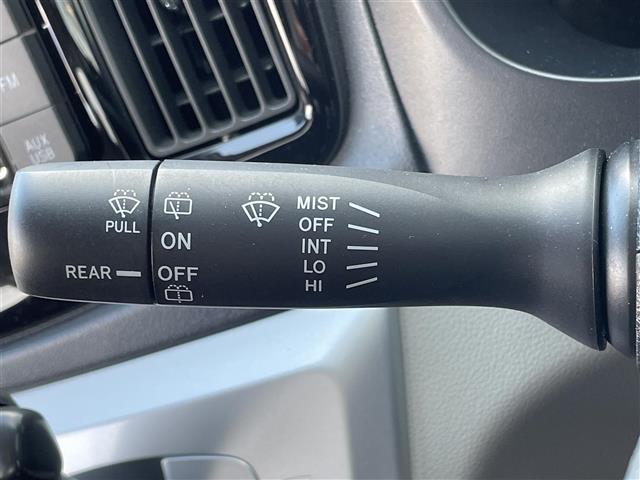 FM
AUX
USB
PULL
REAR
ON
OFF
MIST
OFF
INT
LO
HI